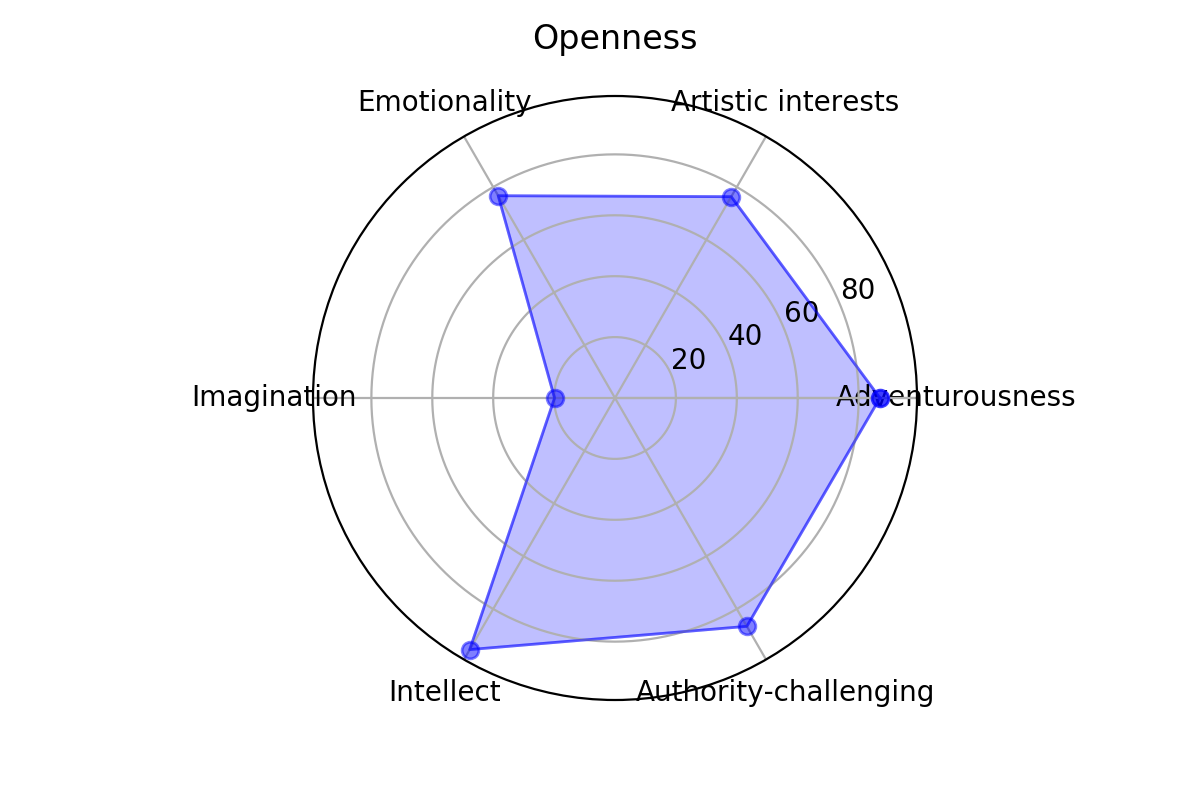 Openness
Emotionality
Artistic interests
80
60
40
20
Imagination
Adventurousness
Intellect
Authority-challenging